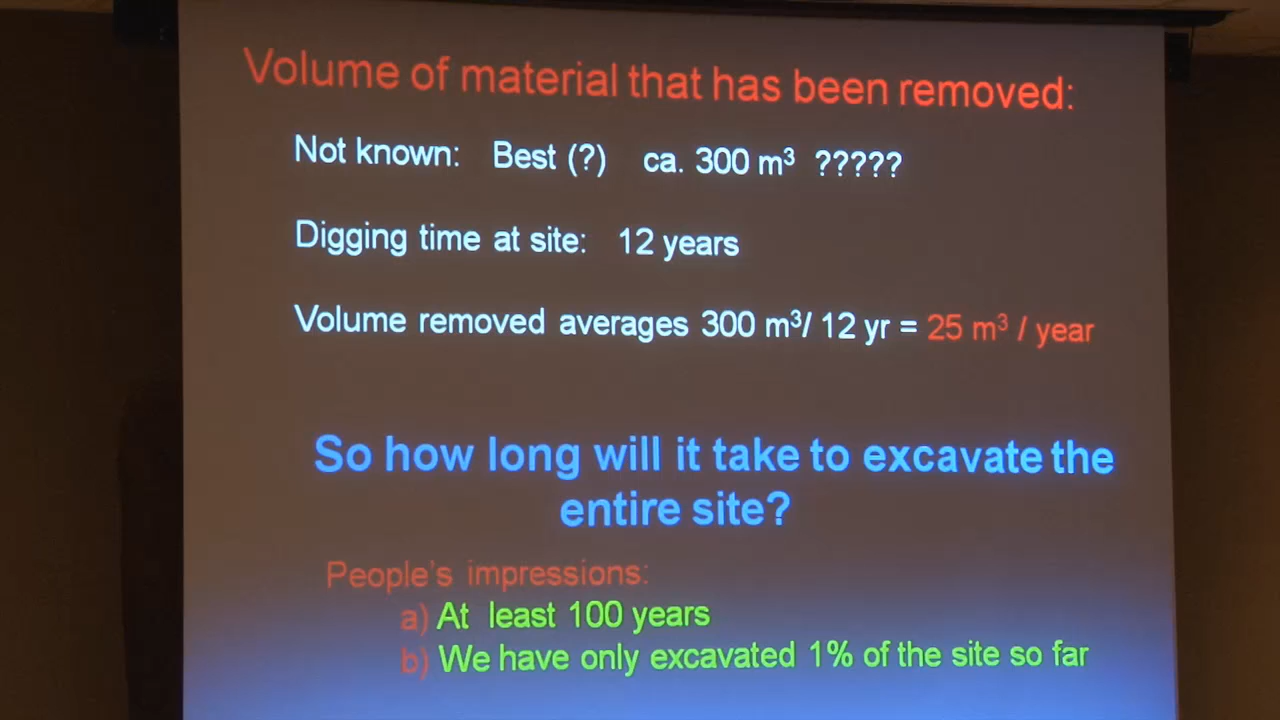 Volume of material that has been removed:
Not known: Best (?) ca. 300 m³ ?????
Digging time at site: 12 years
Volume removed averages 300 m³/ 12 yr = 25 m³ / year
So how long will it take to excavate the
entire site?
People's impressions:
a) At least 100 years
b) We have only excavated 1% of the site so far